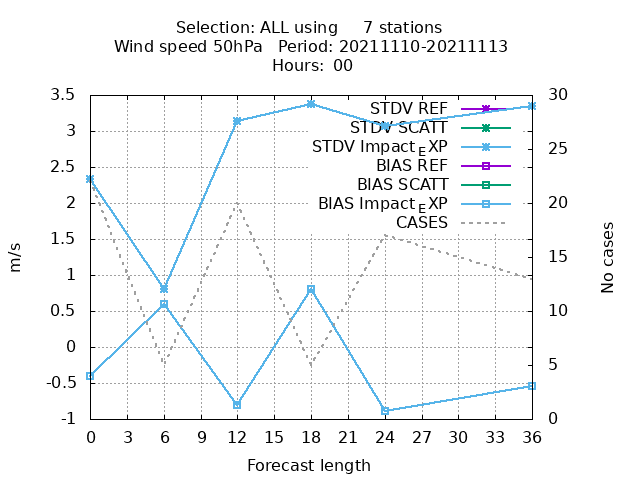 Selection: ALL using     7 stations
Wind speed 50hPa   Period: 20211110-20211113
Hours:  00
3.5
3
2.5
2
1.5
1
0.5
0
-0.5
-1
m/s
30
25
20
15
10
5
0
No cases
STDV REF
STDV SCATT
STDV Impact_EXP
BIAS REF
BIAS SCATT
BIAS Impact_EXP
CASES
0 3 6 9 12 15 18 21 24 27 30 33 36
Forecast length